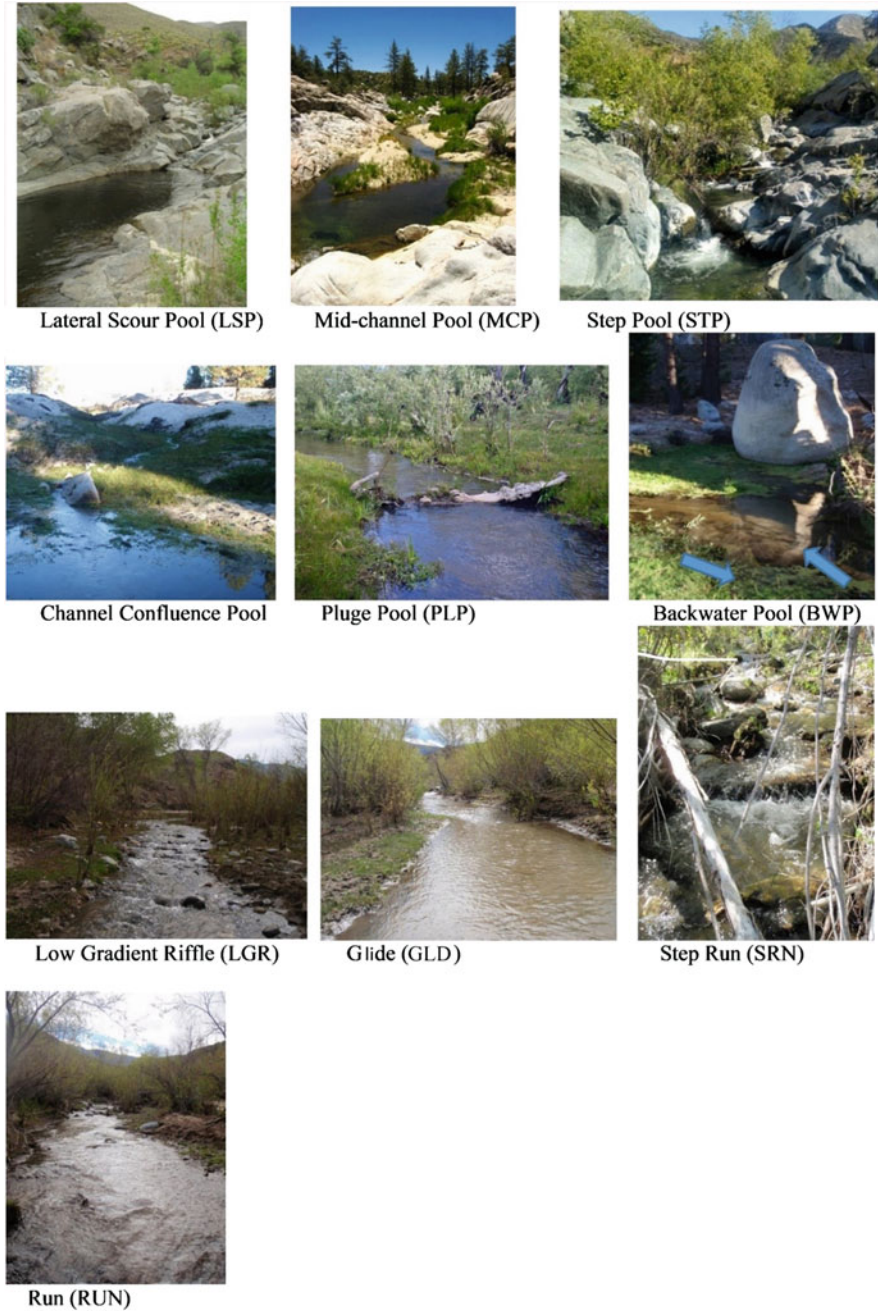 Lateral Scour Pool (LSP)
Mid-channel Pool (MCP)
Step Pool (STP)
Channel Confluence Pool
Pluge Pool (PLP)
Backwater Pool (BWP)
Low Gradient Riffle (LGR)
Glide (GLD)
Step Run (SRN)
Run (RUN)